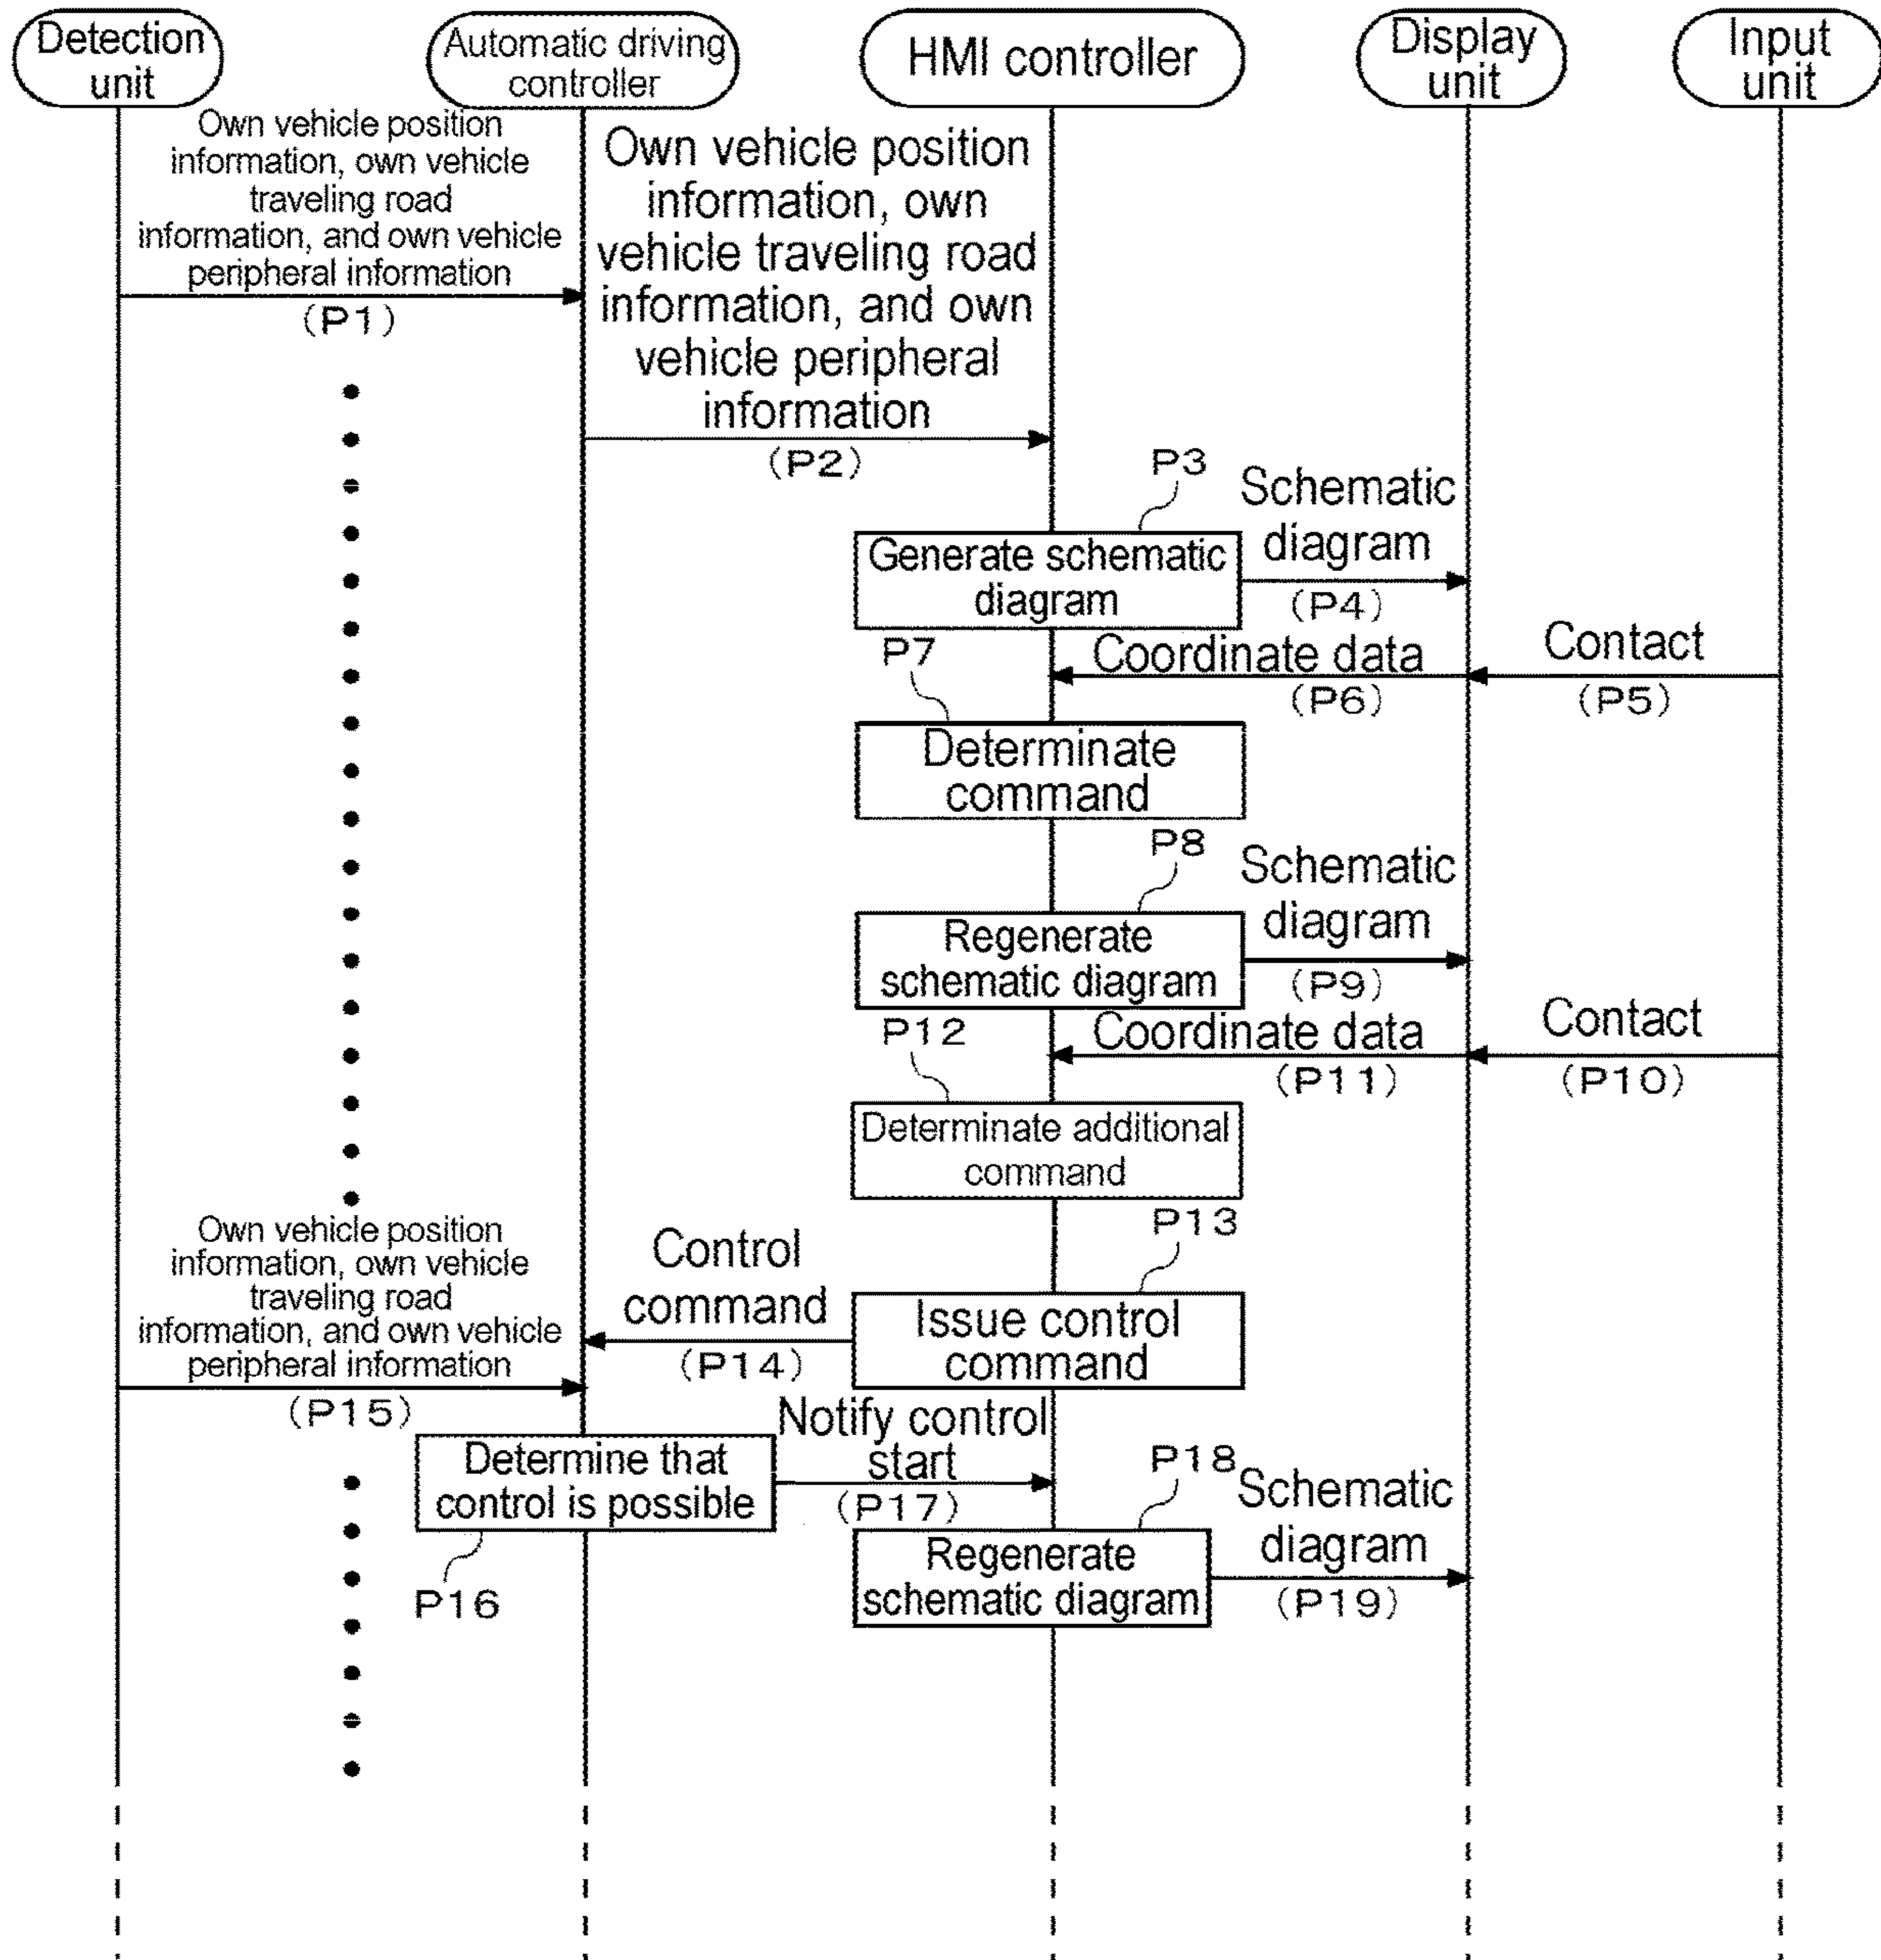 Detection
unit
Automatic driving
controller
HMI controller
Display
unit
Input
unit
Own vehicle position
information, own vehicle
traveling road
information, and own vehicle
peripheral information
(P1)
Own vehicle position
information, own
vehicle traveling road
information, and own
vehicle peripheral
information
(P2)
P3
Generate schematic
diagram
Schematic
diagram
(P4)
Contact
(P5)
Coordinate data
(P6)
P7
Determinate
command
P8
Regenerate
schematic diagram
Schematic
diagram
(P9)
Contact
(P10)
Coordinate data
(P11)
P12
Determinate additional
command
P13
Issue control
command
Control
command
(P14)
Own vehicle position
information, own vehicle
traveling road
information, and own vehicle
peripheral information
(P15)
Determine that
control is possible
P16
Notify control
start
(P17)
P18
Regenerate
schematic diagram
Schematic
diagram
(P19)